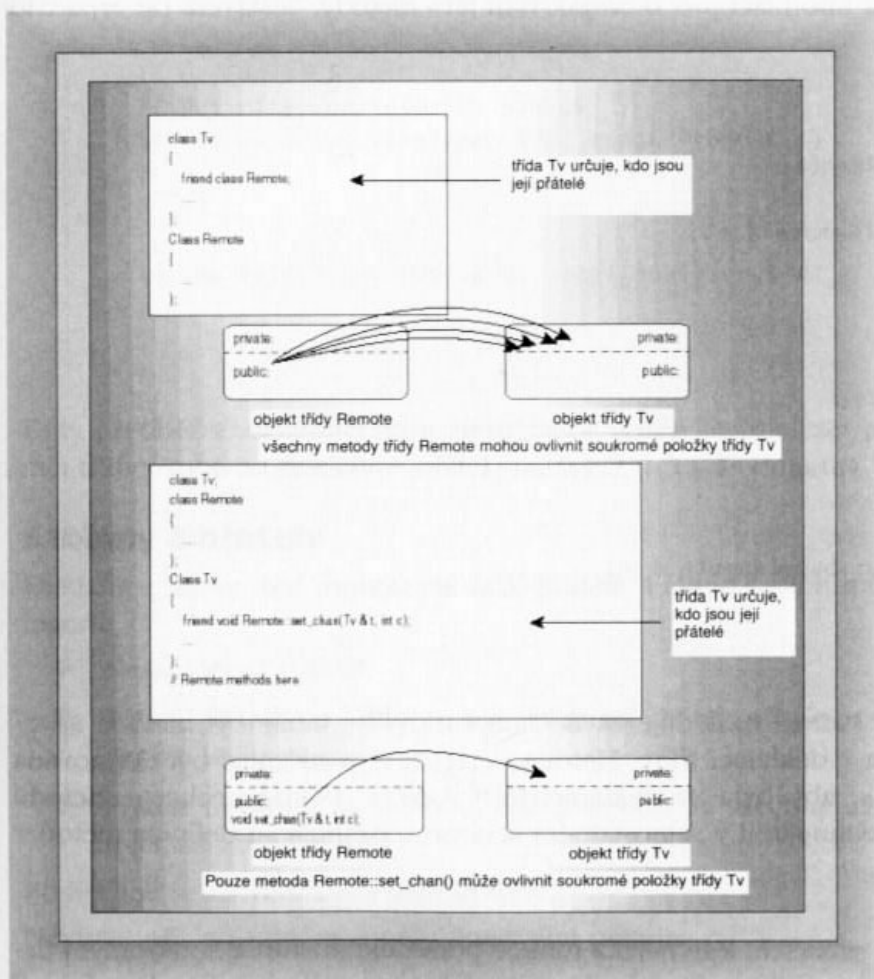 class Tv
{
friend class Remote;
...
};
Class Remote
{
...
};
třída Tv určuje, kdo jsou
její přátelé
private:
public:
private:
public:
objekt třídy Remote
objekt třídy Tv
všechny metody třídy Remote mohou ovlivnit soukromé položky třídy Tv
class Tv;
class Remote
{
...
};
Class Tv
{
friend void Remote::set_chan(Tv & t, int c);
...
};
// Remote methods here
třída Tv určuje,
kdo jsou její
přátelé
private:
public:
void set_chan(Tv & t, int c);
private:
public:
objekt třídy Remote
objekt třídy Tv
Pouze metoda Remote::set_chan() může ovlivnit soukromé položky třídy Tv